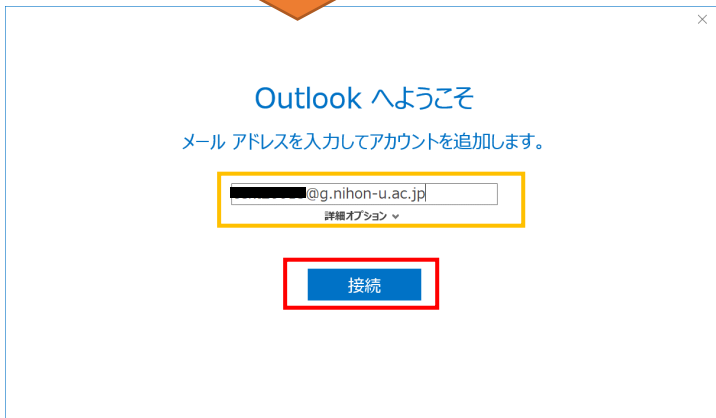 Outlook へようこそ
メール アドレスを入力してアカウントを追加します。
@g.nihon-u.ac.jp
詳細オプション
接続